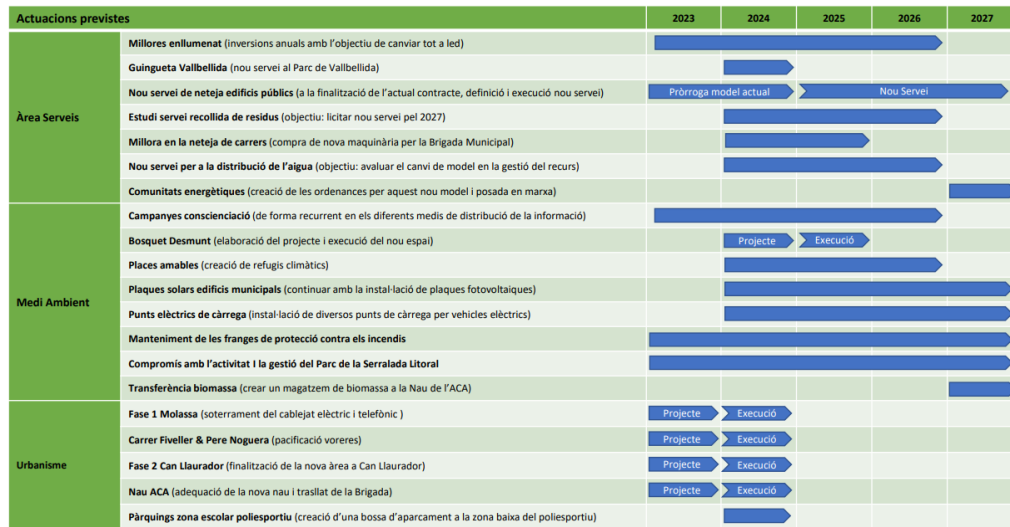 Actuacions previstes 2023 2024 2025 2026 2027
Àrea Serveis
Millores enllumenat (inversions anuals amb l'objectiu de canviar tot a led)
Guingueta Vallbellida (nou servei al Parc de Vallbellida)
Nou servei de neteja edificis públics (a la finalització de l'actual contracte, definició i execució nou servei) Pròrroga model actual Nou Servei
Estudi servei recollida de residus (objectiu: licitar nou servei pel 2027)
Millora en la neteja de carrers (compra de nova maquinària per la Brigada Municipal)
Nou servei per a la distribució de l'aigua (objectiu: avaluar el canvi de model en la gestió del recurs)
Comunitats energètiques (creació de les ordenances per aquest nou model i posada en marxa)
Medi Ambient
Campanyes conscienciació (de forma recurrent en els diferents medis de distribució de la informació)
Bosquet Desmunt (elaboració del projecte i execució del nou espai) Projecte Execució
Places amables (creació de refugis climàtics)
Plaques solars edificis municipals (continuar amb la instal·lació de plaques fotovoltaiques)
Punts elèctrics de càrrega (instal·lació de diversos punts de càrrega per vehicles elèctrics)
Manteniment de les franges de protecció contra els incendis
Compromís amb l'activitat I la gestió del Parc de la Serralada Litoral
Transferència biomassa (crear un magatzem de biomassa a la Nau de l'ACA)
Urbanisme
Fase 1 Molassa (soterrament del cablejat elèctric i telefònic ) Projecte Execució
Carrer Fiveller & Pere Noguera (pacificació voreres) Projecte Execució
Fase 2 Can Llaurador (finalització de la nova àrea a Can Llaurador) Projecte Execució
Nau ACA (adequació de la nova nau i trasllat de la Brigada) Projecte Execució
Pàrquings zona escolar poliesportiu (creació d'una bossa d'aparcament a la zona baixa del poliesportiu)